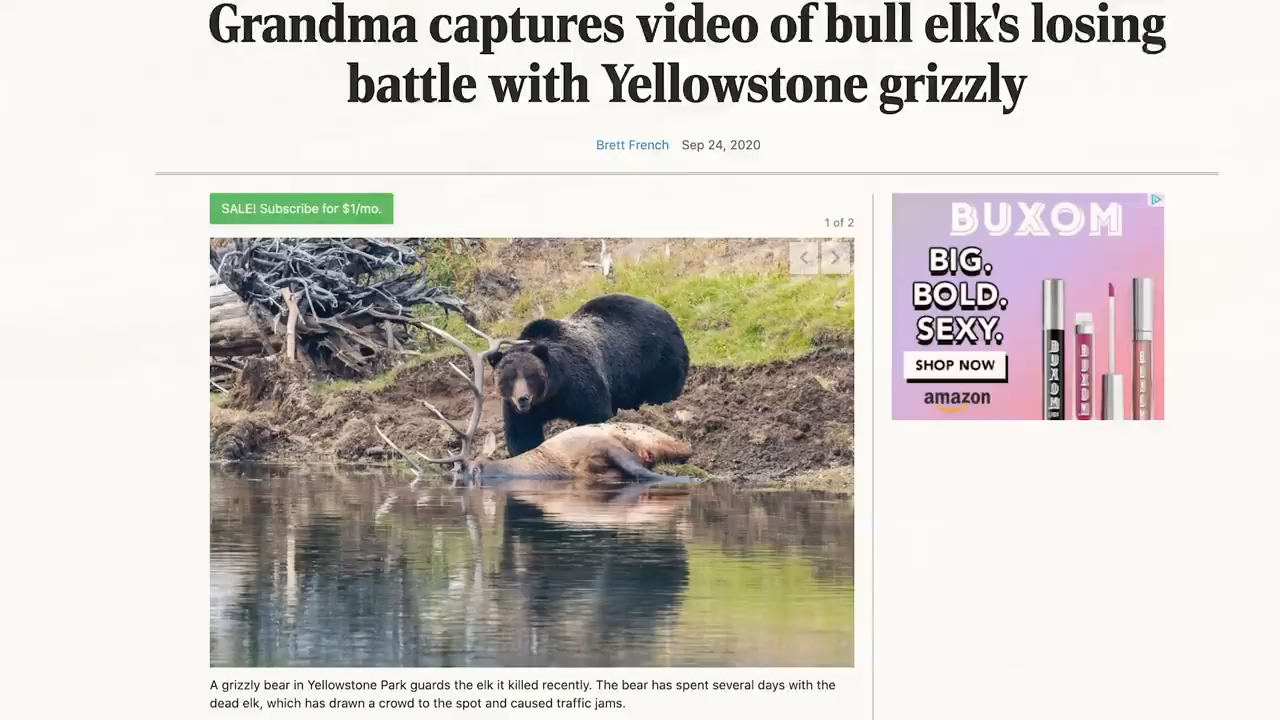 Grandma captures video of bull elk's losing
battle with Yellowstone grizzly
Brett French Sep 24, 2020
SALE! Subscribe for $1/mo.
1 of 2
BUXOM
BIG.
BOLD.
SEXY.
SHOP NOW
amazon
BUXOM
BUXOM
BUXOM
A grizzly bear in Yellowstone Park guards the elk it killed recently. The bear has spent several days with the
dead elk, which has drawn a crowd to the spot and caused traffic jams.